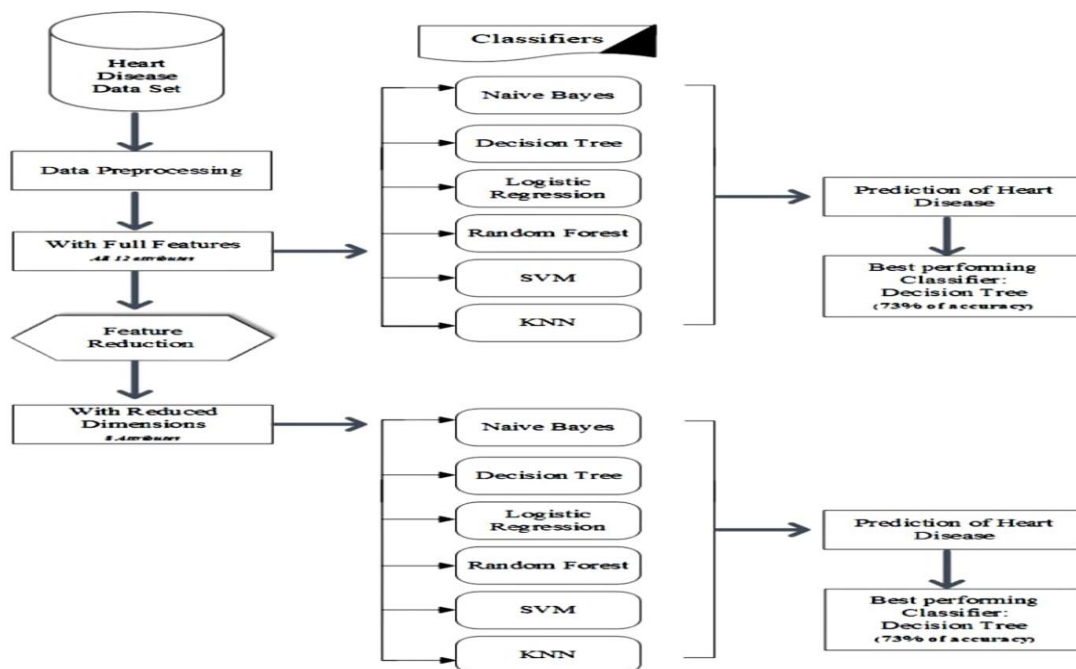 Heart
Disease
Data Set
Data Preprocessing
With Full Features
All 12 attributes
Feature
Reduction
With Reduced
Dimensions
8 Attributes
Classifiers
Naive Bayes
Decision Tree
Logistic
Regression
Random Forest
SVM
KNN
Prediction of Heart
Disease
Best performing
Classifier:
Decision Tree
(73% of accuracy)
Naive Bayes
Decision Tree
Logistic
Regression
Random Forest
SVM
KNN
Prediction of Heart
Disease
Best performing
Classifier:
Decision Tree
(73% of accuracy)